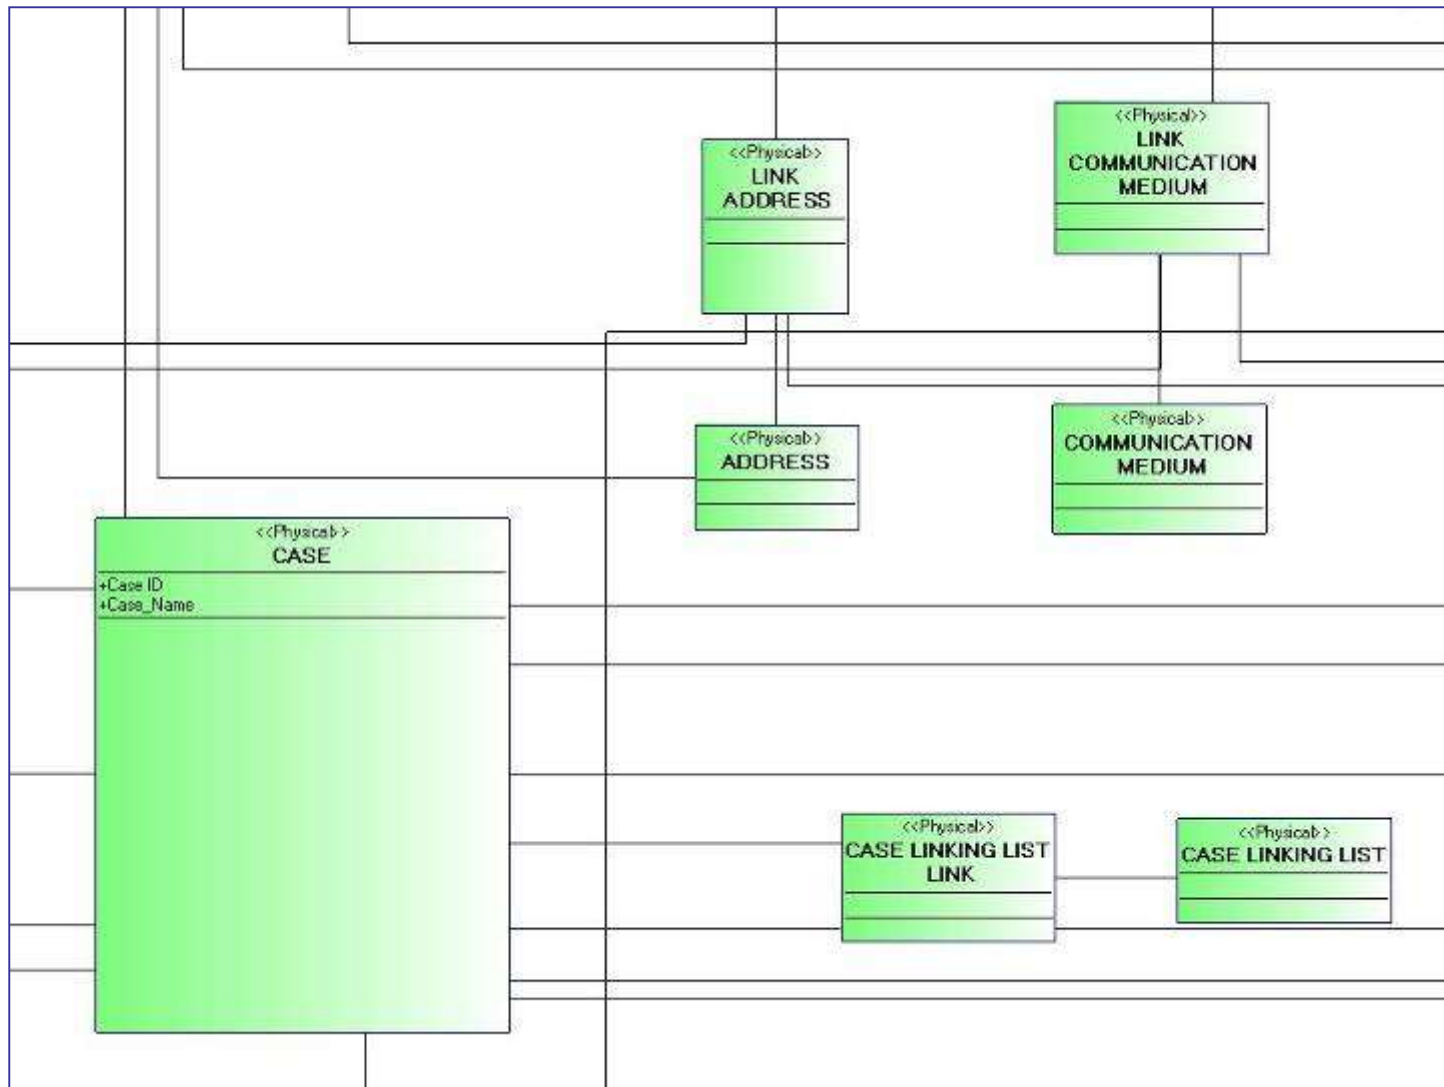 <<Physical>>
LINK
COMMUNICATION
MEDIUM
<<Physical>>
LINK
ADDRESS
<<Physical>>
COMMUNICATION
MEDIUM
<<Physical>>
ADDRESS
<<Physical>>
CASE
+Case ID
+Case_Name
<<Physical>>
CASE LINKING LIST
LINK
<<Physical>>
CASE LINKING LIST